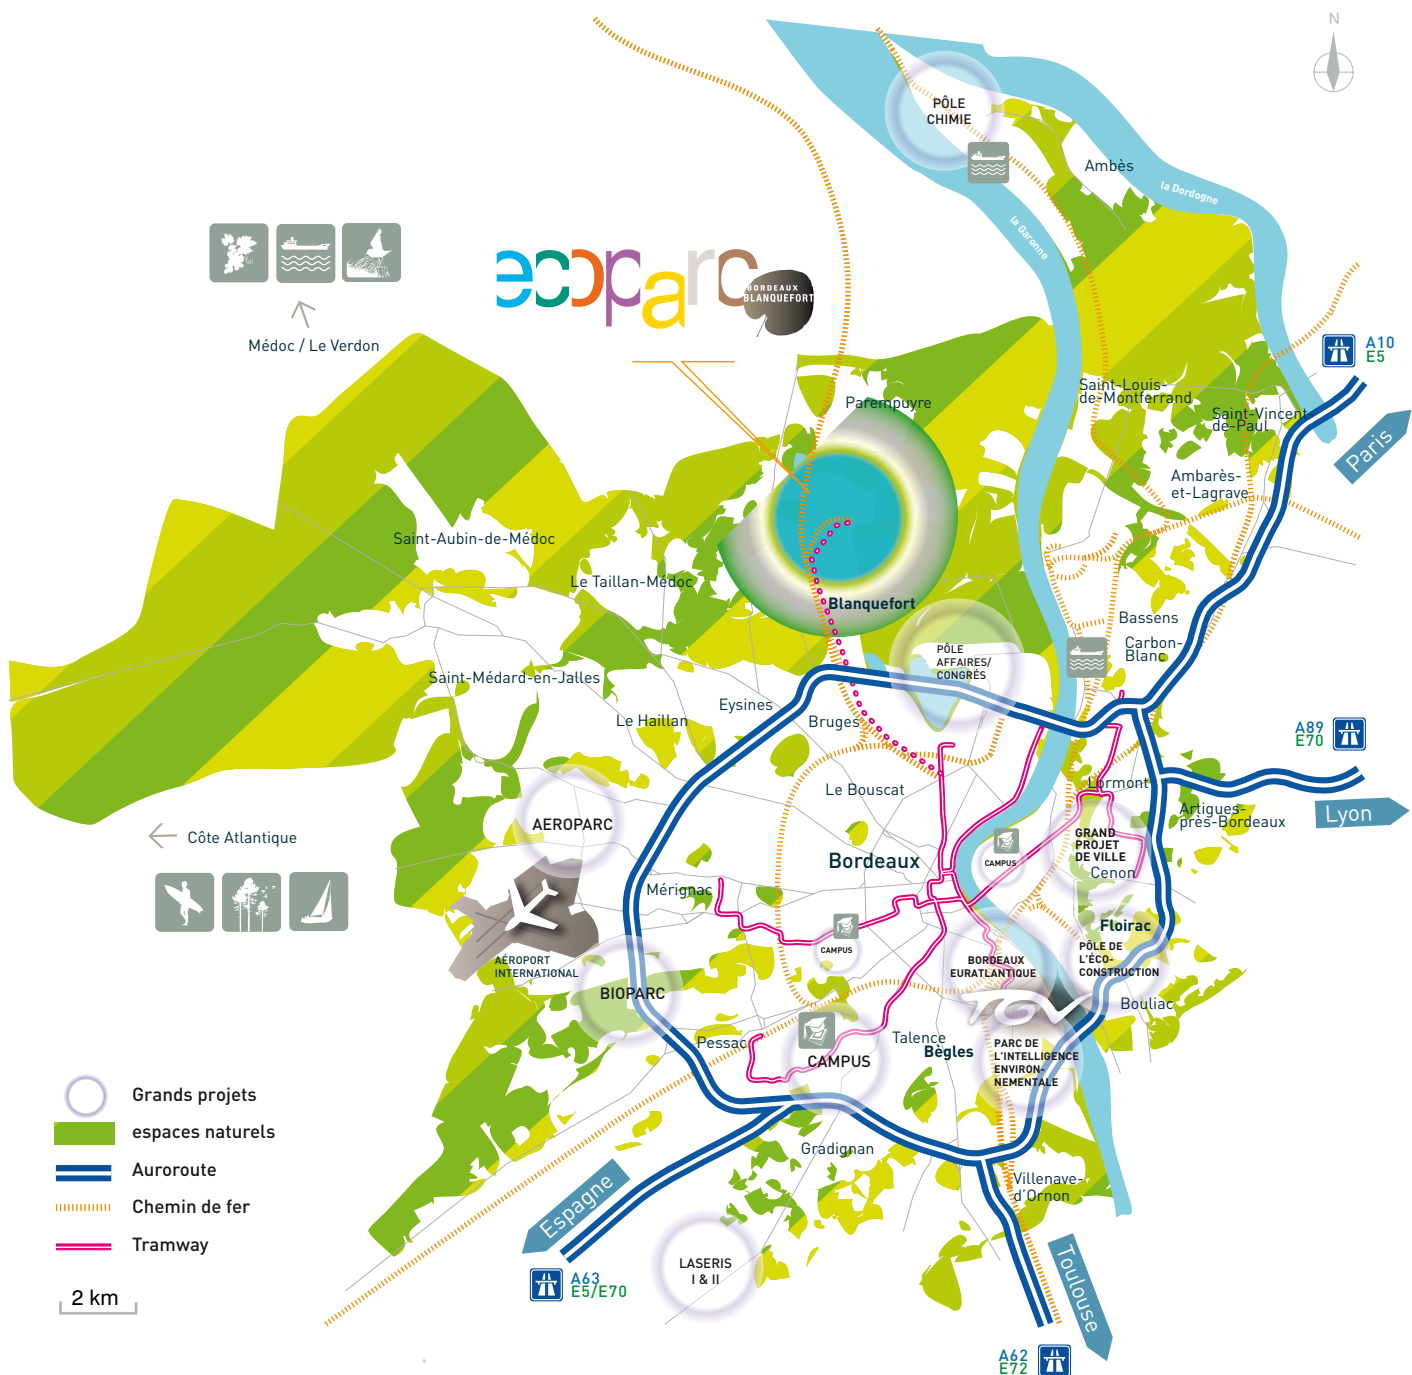 N
PÔLE
CHIMIE
Ambès
la Dordogne
la Garonne
ecoparc
BORDEAUX
BLANQUEFORT
Médoc / Le Verdon
A10
E5
Paris
Parempuyre
Saint-Louis-
de-Montferrand
Saint-Vincent
de-Paul
Ambarès-
et-Lagrave
Saint-Aubin-de-Médoc
Le Taillan-Médoc
Blanquefort
Bassens
Carbon-
Blanc
PÔLE
AFFAIRES/
CONGRÉS
Saint-Médard-en-Jalles
Eysines
Le Haillan
Bruges
A89
E70
Lyon
Le Bouscat
Lormont
Artigues-
près-Bordeaux
Côte Atlantique
AEROPARC
GRAND
PROJET
DE VILLE
CAMPUS
Bordeaux
Cenon
Mérignac
Floirac
CAMPUS
PÔLE DE
L'ÉCO-
CONSTRUCTION
BORDEAUX
EURATLANTIQUE
AÉROPORT
INTERNATIONAL
BIOPARC
TGV
Bouliac
Pessac
Talence
Bègles
CAMPUS
PARC DE
L'INTELLIGENCE
ENVIRON-
NEMENTALE
Gradignan
Villenave-
d'Ornon
Espagne
A63
E5/E70
LASERIS
I & II
Toulouse
A62
E72
Grands projets
espaces naturels
Auroroute
Chemin de fer
Tramway
2 km